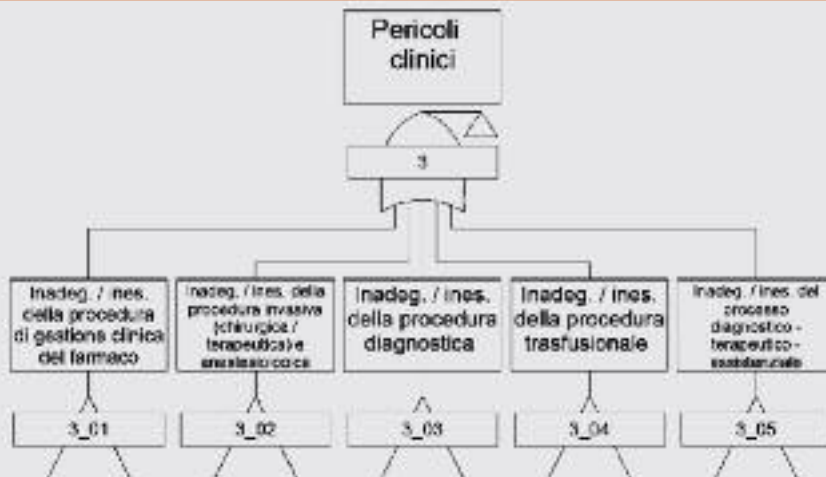 Pericoli
clinici
3
Inadeg. / ines.
della procedura
di gestione clinica
del farmaco
Inadeg. / ines. della
procedura invasiva
(chirurgica /
terapeutica) e
anestesiologica
Inadeg. / ines.
della procedura
diagnostica
Inadeg. / ines.
della procedura
trasfusionale
Inadeg. / ines. del
processo
diagnostico -
terapeutico -
assistenziale
3_01
3_02
3_03
3_04
3_05